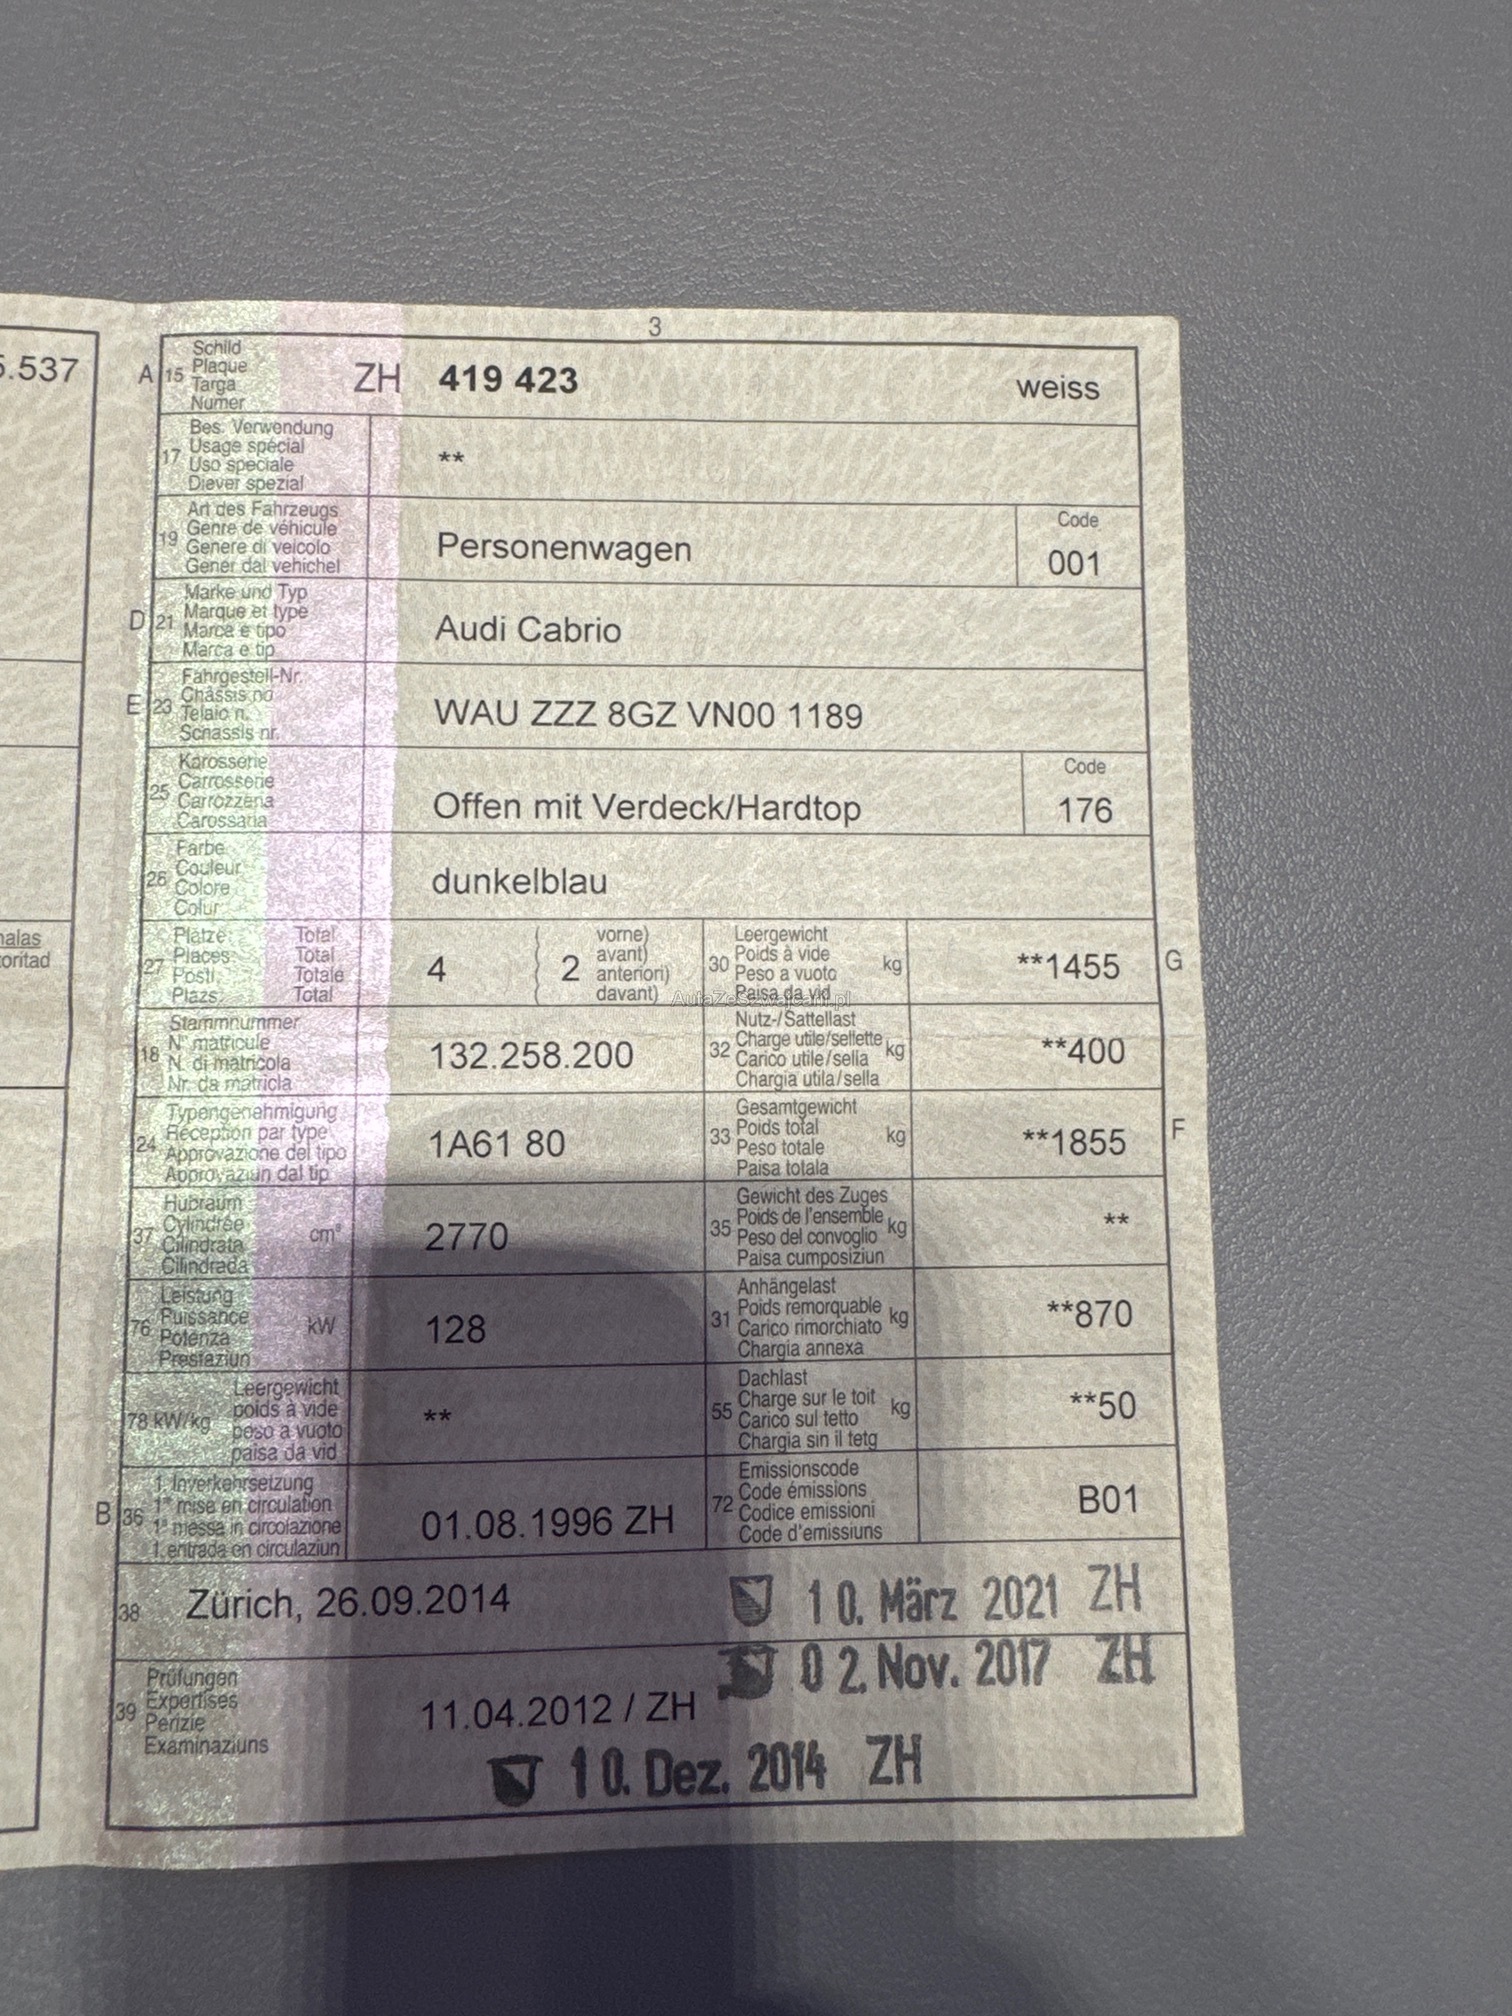 3
5.537
A 15 Schild
Plaque
Targa
Numer
ZH 419 423 weiss
17 Bes. Verwendung
Usage spécial
Uso speciale
Diever spezial
**
19 Art des Fahrzeugs
Genre de véhicule
Genere di veicolo
Gener dal vehichel
Personenwagen
Code
001
D 21 Marke und Typ
Marque et type
Marca e tipo
Marca e tip
Audi Cabrio
E 23 Fahrgestell-Nr.
Châssis no
Telaio n.
Schassis nr.
WAU ZZZ 8GZ VN00 1189
25 Karosserie
Carrosserie
Carrozzeria
Carossaria
Offen mit Verdeck/Hardtop
Code
176
26 Farbe
Couleur
Colore
Colur
dunkelblau
nalas
toritad
27 Plätze Total
Places Total
Posti Totale
Plazs Total
4 2
vorne)
avant)
anteriori)
davant)
30 Leergewicht
Poids à vide
Peso a vuoto
Paisa da vid
kg **1455 G
AutaZeSzwajcarii.pl
18 Stammnummer
N° matricule
N. di matricola
Nr. da matricla
132.258.200
32 Nutz-/Sattellast
Charge utile/sellette
Carico utile/sella
Chargia utila/sella
kg **400
24 Typengenehmigung
Réception par type
Approvazione del tipo
Approvaziun dal tip
1A61 80
33 Gesamtgewicht
Poids total
Peso totale
Paisa totala
kg **1855 F
37 Hubraum
Cylindrée
Cilindrata
Cilindrada
cm³ 2770
35 Gewicht des Zuges
Poids de l'ensemble
Peso del convoglio
Paisa cumposiziun
kg **
76 Leistung
Puissance
Potenza
Prestaziun
kW 128
31 Anhängelast
Poids remorquable
Carico rimorchiato
Chargia annexa
kg **870
78 kW/kg Leergewicht
poids à vide
peso a vuoto
paisa da vid
**
55 Dachlast
Charge sur le toit
Carico sul tetto
Chargia sin il tetg
kg **50
B 36 1. Inverkehrsetzung
1re mise en circulation
1a messa in circolazione
1. entrada en circulaziun
01.08.1996 ZH
72 Emissionscode
Code émissions
Codice emissioni
Code d'emissiuns
B01
38 Zürich, 26.09.2014
10. März 2021 ZH
02. Nov. 2017 ZH
39 Prüfungen
Expertises
Perizie
Examinaziuns
11.04.2012 / ZH
10. Dez. 2014 ZH